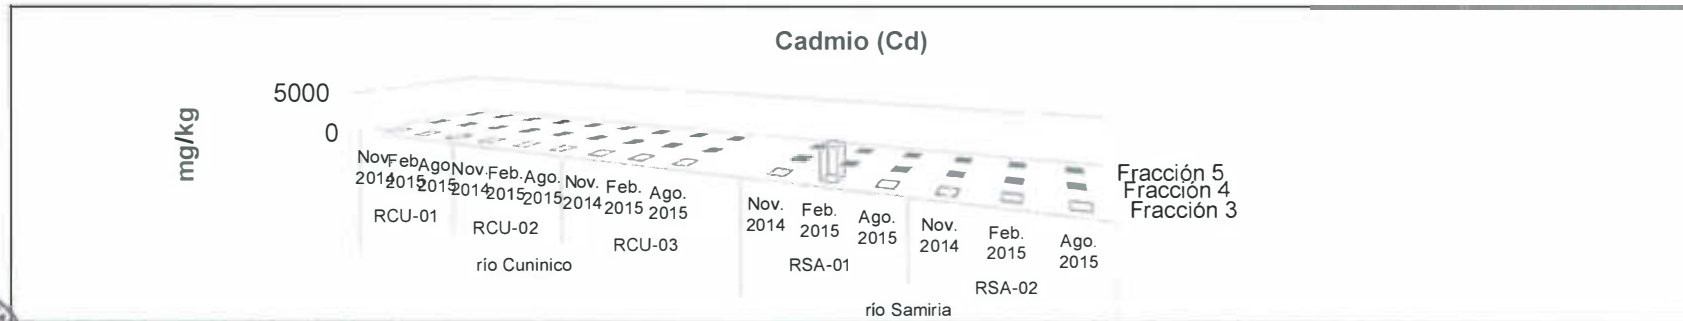 Cadmio (Cd)
mg/kg
5000
0
Nov. Feb. Ago. Nov. Feb. Ago. Nov. Feb. Ago. Nov. Feb. Ago. Nov. Feb. Ago.
2014 2015 2015 2014 2015 2015 2014 2015 2015 2014 2015 2015 2014 2015 2015
RCU-01 RCU-02 RCU-03 RSA-01 RSA-02
río Cuninico río Samiria
Fracción 5
Fracción 4
Fracción 3